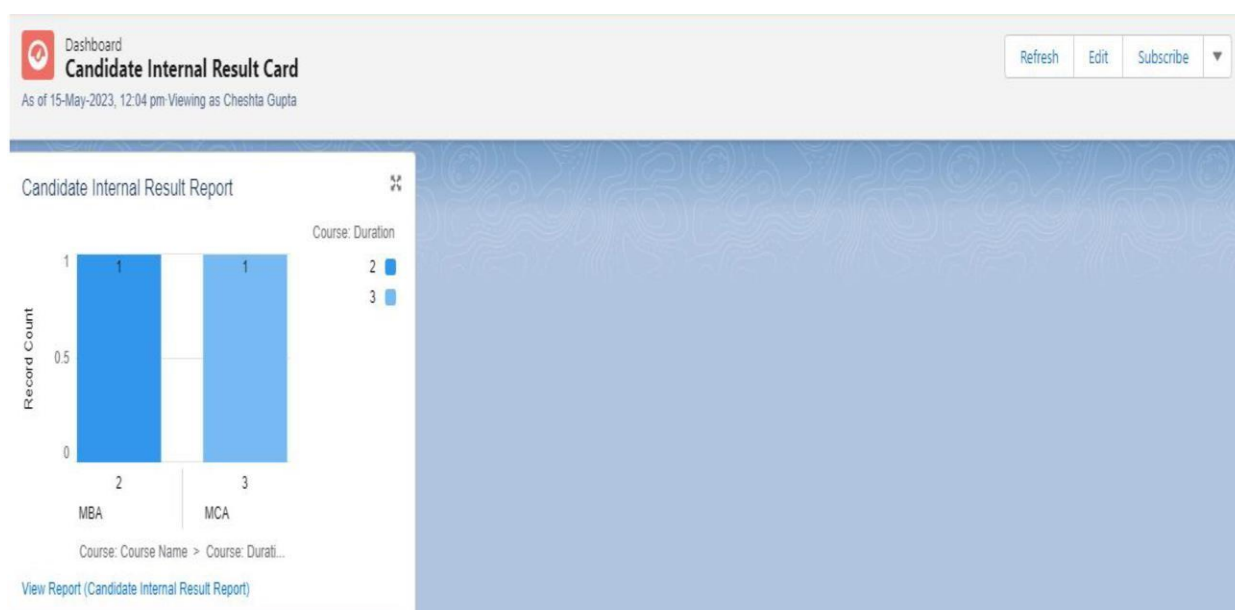 Dashboard
Candidate Internal Result Card
As of 15-May-2023, 12:04 pm·Viewing as Cheshta Gupta
Refresh
Edit
Subscribe
Candidate Internal Result Report
Course: Duration
2
3
Record Count
1
0.5
0
1
1
2
3
MBA
MCA
Course: Course Name > Course: Durati...
View Report (Candidate Internal Result Report)